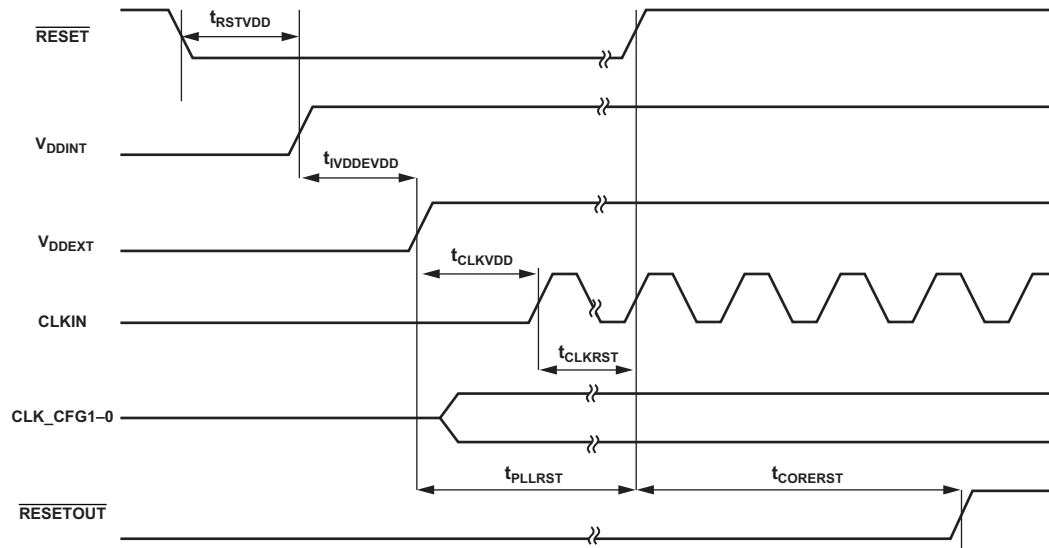 RESET
tRSTVDD
VDDINT
tIVDDEVDD
VDDEXT
tCLKVDD
CLKIN
tCLKRST
CLK_CFG1–0
tPLLRST
tCORERST
RESETOUT